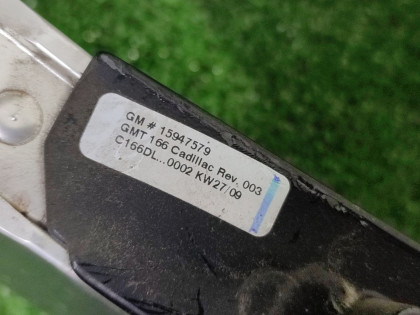 GM # 15947579
GMT 166 Cadillac Rev. 003
C166DL...0002 KW27/09